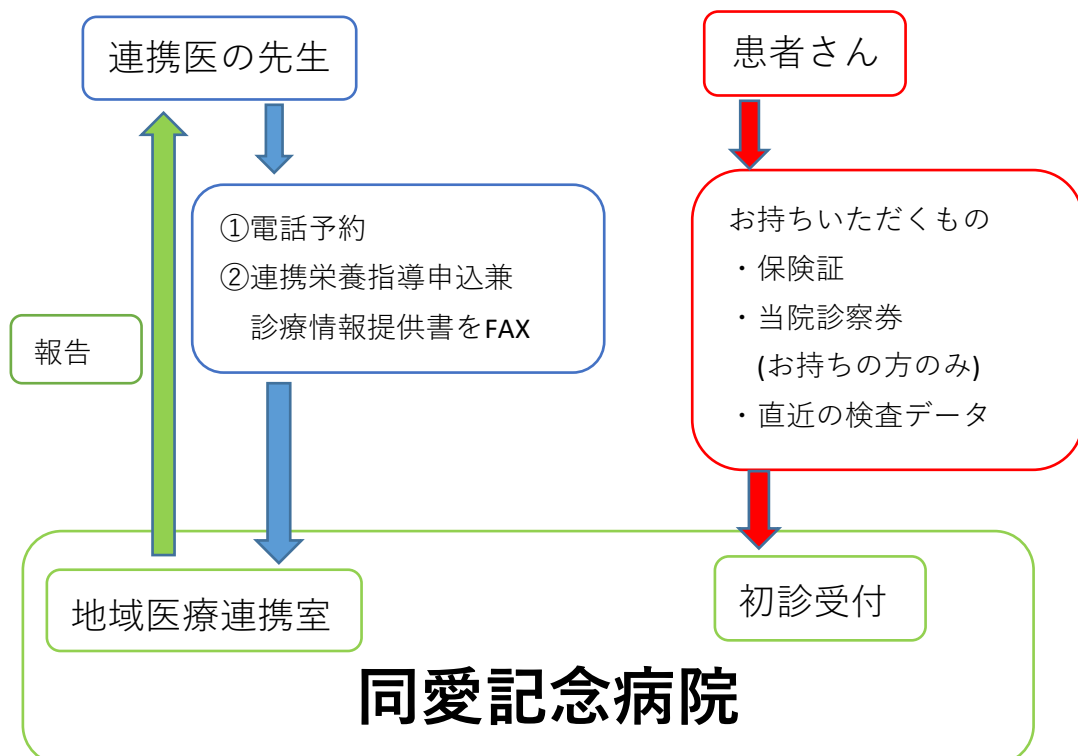 連携医の先生
患者さん
①電話予約
②連携栄養指導申込兼
診療情報提供書をFAX
お持ちいただくもの
・保険証
・当院診察券
(お持ちの方のみ)
・直近の検査データ
報告
地域医療連携室
初診受付
同愛記念病院